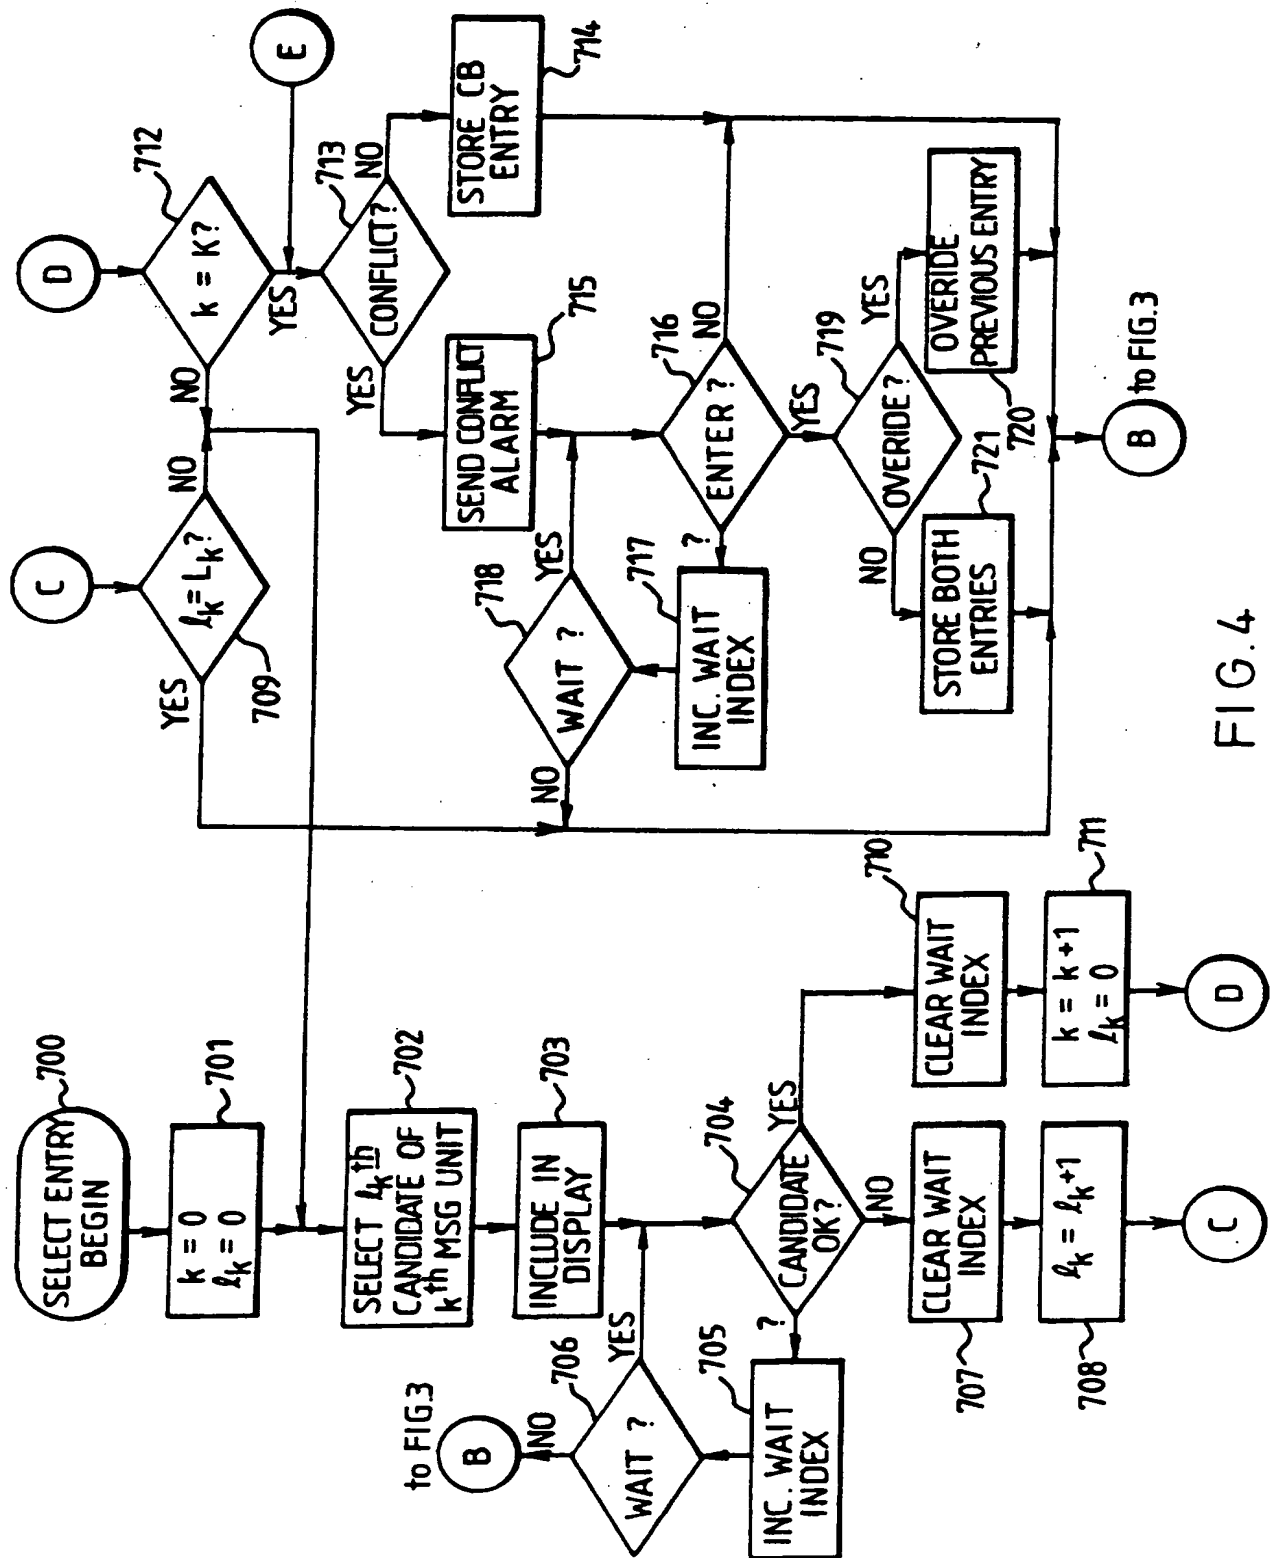 SELECT ENTRY
BEGIN
700
k = 0
ℓk = 0
701
SELECT ℓk th
CANDIDATE OF
kth MSG UNIT
702
INCLUDE IN
DISPLAY
703
to FIG.3
B
NO
WAIT ?
706
YES
INC. WAIT
INDEX
705
?
CANDIDATE
OK?
704
YES
NO
CLEAR WAIT
INDEX
707
ℓk = ℓk+1
708
C
CLEAR WAIT
INDEX
710
k = k+1
ℓk = 0
711
D
C
ℓk = Lk?
709
YES
NO
D
k = K?
712
NO
YES
E
CONFLICT?
713
YES
NO
STORE CB
ENTRY
714
SEND CONFLICT
ALARM
715
WAIT ?
718
YES
NO
ENTER ?
716
NO
YES
?
INC. WAIT
INDEX
717
OVERRIDE?
719
NO
YES
STORE BOTH
ENTRIES
721
OVERIDE
PREVIOUS ENTRY
720
B
to FIG.3
FIG.4